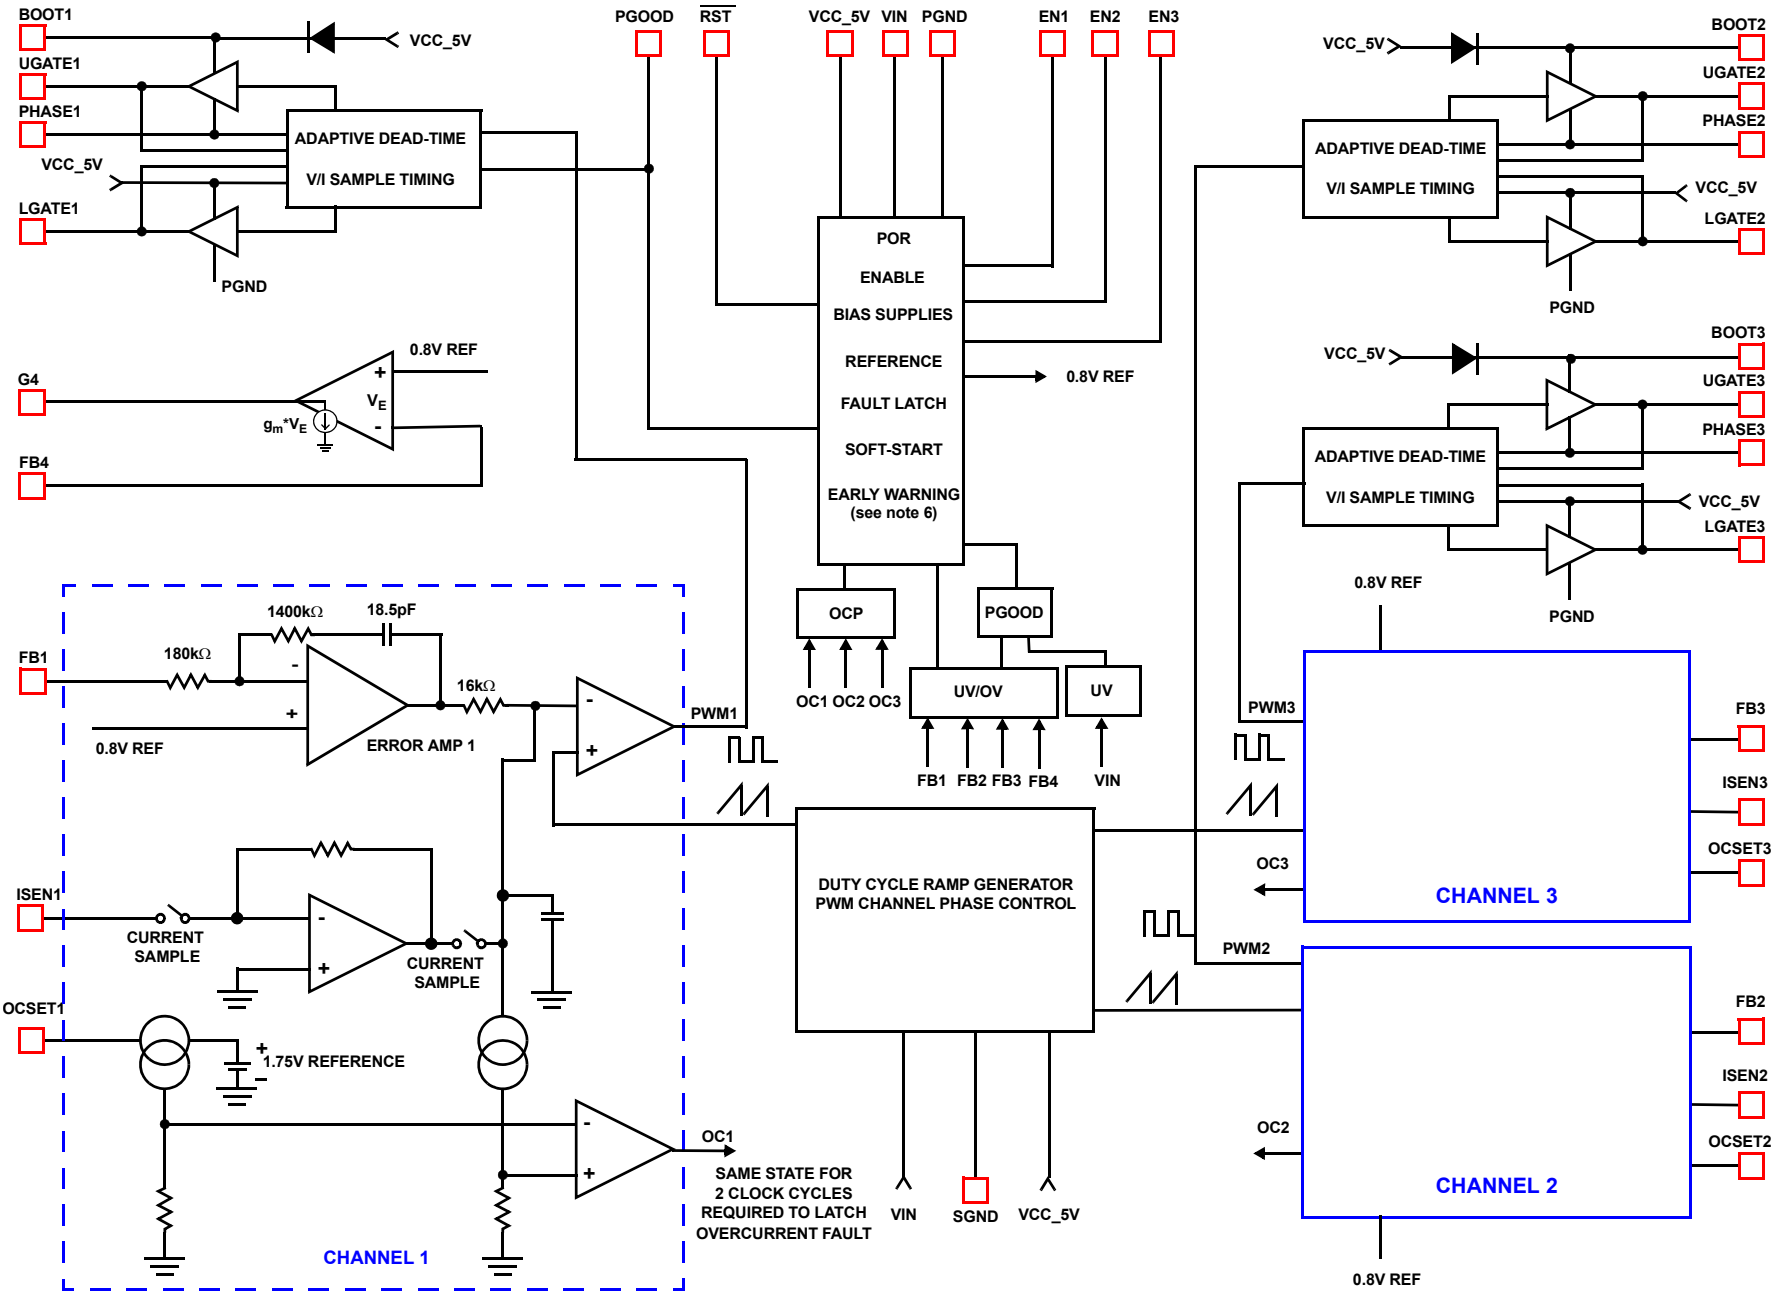 BOOT1
UGATE1
PHASE1
VCC_5V
VCC_5V
LGATE1
PGND
ADAPTIVE DEAD-TIME
V/I SAMPLE TIMING
PGOOD
RST
VCC_5V
VIN
PGND
EN1
EN2
EN3
POR
ENABLE
BIAS SUPPLIES
REFERENCE
FAULT LATCH
SOFT-START
EARLY WARNING
(see note 6)
0.8V REF
VCC_5V
BOOT2
UGATE2
PHASE2
ADAPTIVE DEAD-TIME
V/I SAMPLE TIMING
VCC_5V
LGATE2
PGND
VCC_5V
BOOT3
UGATE3
PHASE3
ADAPTIVE DEAD-TIME
V/I SAMPLE TIMING
VCC_5V
LGATE3
PGND
G4
0.8V REF
+
VE
-
gm*VE
FB4
OCP
OC1 OC2 OC3
PGOOD
UV/OV
UV
FB1 FB2 FB3 FB4
VIN
FB1
180kΩ
1400kΩ
18.5pF
-
+
0.8V REF
ERROR AMP 1
16kΩ
-
+
PWM1
ISEN1
CURRENT
SAMPLE
-
+
CURRENT
SAMPLE
OCSET1
+
1.75V REFERENCE
–
-
+
OC1
SAME STATE FOR
2 CLOCK CYCLES
REQUIRED TO LATCH
OVERCURRENT FAULT
CHANNEL 1
DUTY CYCLE RAMP GENERATOR
PWM CHANNEL PHASE CONTROL
VIN
SGND
VCC_5V
0.8V REF
PWM3
OC3
CHANNEL 3
FB3
ISEN3
OCSET3
PWM2
OC2
CHANNEL 2
FB2
ISEN2
OCSET2
0.8V REF